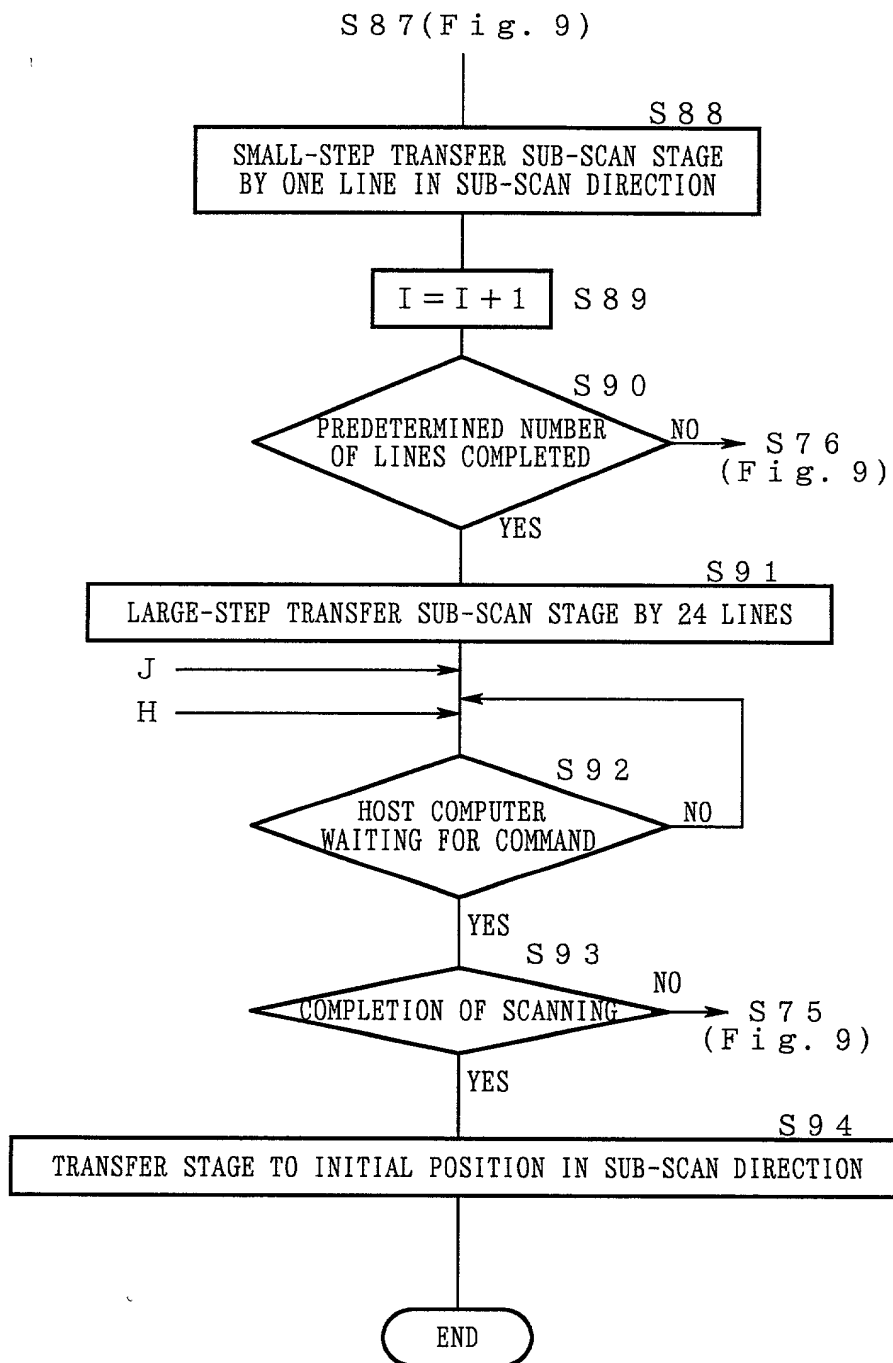 S87(Fig. 9)
S88
SMALL-STEP TRANSFER SUB-SCAN STAGE
BY ONE LINE IN SUB-SCAN DIRECTION
I=I+1 S89
S90
PREDETERMINED NUMBER
OF LINES COMPLETED
NO
S76
(Fig. 9)
YES
S91
LARGE-STEP TRANSFER SUB-SCAN STAGE BY 24 LINES
J
H
S92
HOST COMPUTER
WAITING FOR COMMAND
NO
YES
S93
COMPLETION OF SCANNING
NO
S75
(Fig. 9)
YES
S94
TRANSFER STAGE TO INITIAL POSITION IN SUB-SCAN DIRECTION
END